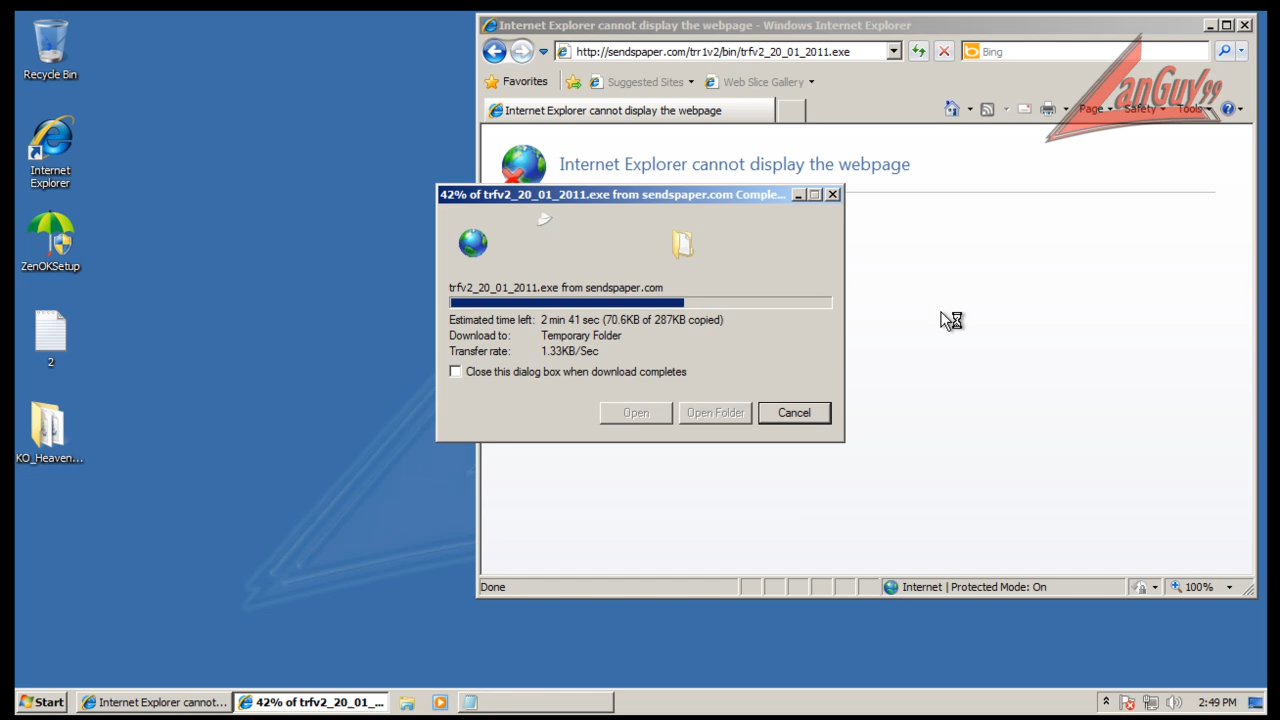 Recycle Bin
Internet Explorer
ZenOKSetup
2
KO_Heaven...
Internet Explorer cannot display the webpage - Windows Internet Explorer
http://sendspaper.com/trr1v2/bin/trfv2_20_01_2011.exe
Bing
Favorites
Suggested Sites
Web Slice Gallery
Internet Explorer cannot display the webpage
Page
Safety
Tools
Internet Explorer cannot display the webpage
42% of trfv2_20_01_2011.exe from sendspaper.com Comple...
trfv2_20_01_2011.exe from sendspaper.com
Estimated time left: 2 min 41 sec (70.6KB of 287KB copied)
Download to: Temporary Folder
Transfer rate: 1.33KB/Sec
Close this dialog box when download completes
Open
Open Folder
Cancel
Done
Internet | Protected Mode: On
100%
Start
Internet Explorer cannot...
42% of trfv2_20_01_...
2:49 PM